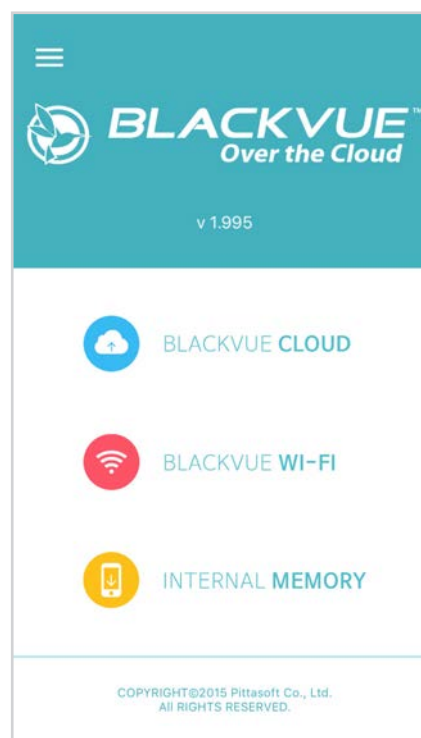 BLACKVUE™
Over the Cloud
v 1.995
BLACKVUE CLOUD
BLACKVUE WI-FI
INTERNAL MEMORY
COPYRIGHT©2015 Pittasoft Co., Ltd.
All RIGHTS RESERVED.